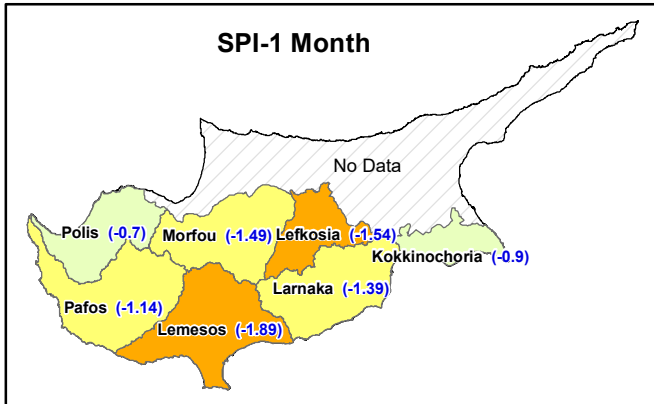 SPI-1 Month
No Data
Polis (-0.7)
Morfou (-1.49)
Lefkosia (-1.54)
Kokkinochoria (-0.9)
Pafos (-1.14)
Larnaka (-1.39)
Lemesos (-1.89)